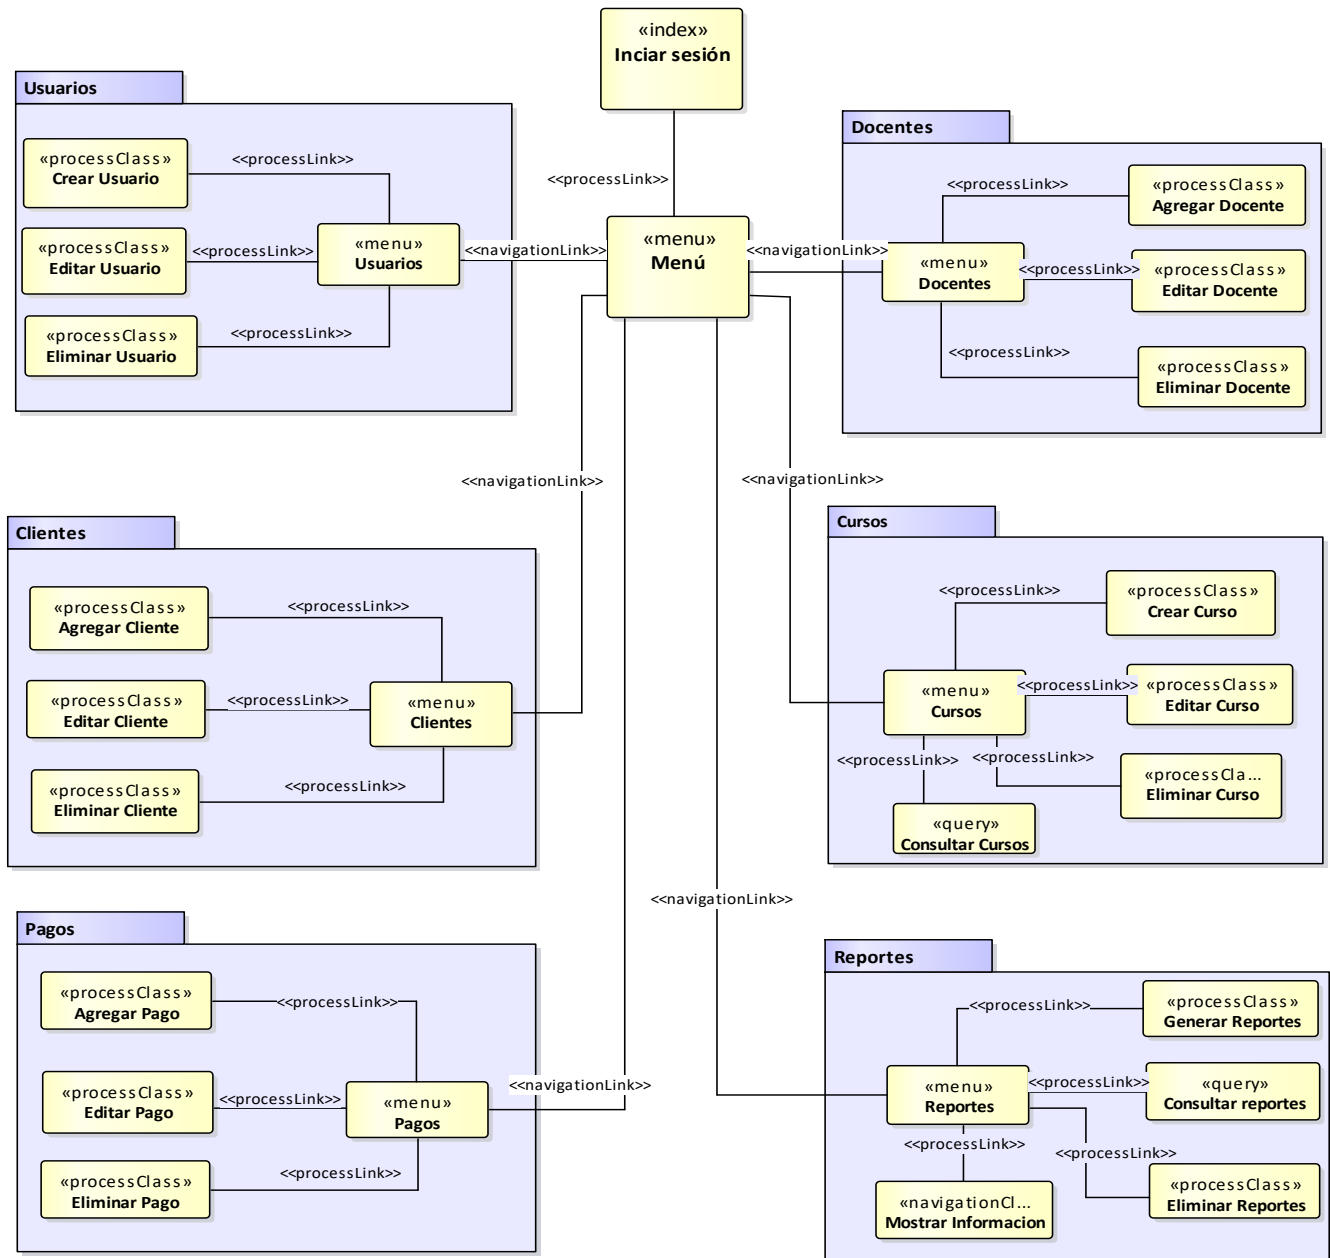 «index»
Inciar sesión
<<processLink>>
«menu»
Menú
Usuarios
«processClass»
Crear Usuario
<<processLink>>
«processClass»
Editar Usuario
<<processLink>>
«menu»
Usuarios
<<navigationLink>>
«processClass»
Eliminar Usuario
<<processLink>>
Docentes
<<processLink>>
«processClass»
Agregar Docente
<<navigationLink>>
«menu»
Docentes
<<processLink>>
«processClass»
Editar Docente
<<processLink>>
«processClass»
Eliminar Docente
<<navigationLink>>
<<navigationLink>>
Clientes
«processClass»
Agregar Cliente
<<processLink>>
«processClass»
Editar Cliente
<<processLink>>
«menu»
Clientes
«processClass»
Eliminar Cliente
<<processLink>>
Cursos
<<processLink>>
«processClass»
Crear Curso
«menu»
Cursos
<<processLink>>
«processClass»
Editar Curso
<<processLink>>
<<processLink>>
«processCla...
Eliminar Curso
«query»
Consultar Cursos
<<navigationLink>>
Pagos
«processClass»
Agregar Pago
<<processLink>>
«processClass»
Editar Pago
<<processLink>>
«menu»
Pagos
<<navigationLink>>
«processClass»
Eliminar Pago
<<processLink>>
Reportes
<<processLink>>
«processClass»
Generar Reportes
«menu»
Reportes
<<processLink>>
«query»
Consultar reportes
<<processLink>>
<<processLink>>
«processClass»
Eliminar Reportes
«navigationCl...
Mostrar Informacion